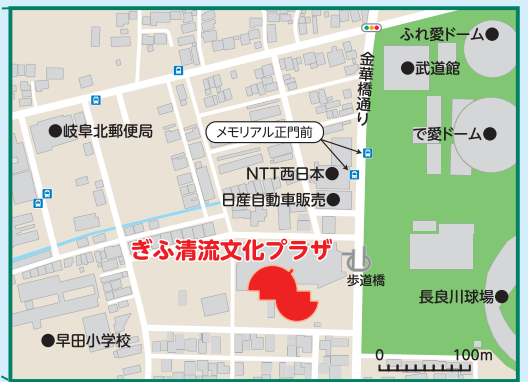 ふれ愛ドーム
武道館
金華橋通り
岐阜北郵便局
メモリアル正門前
で愛ドーム
NTT西日本
日産自動車販売
ぎふ清流文化プラザ
歩道橋
長良川球場
早田小学校
0 100m